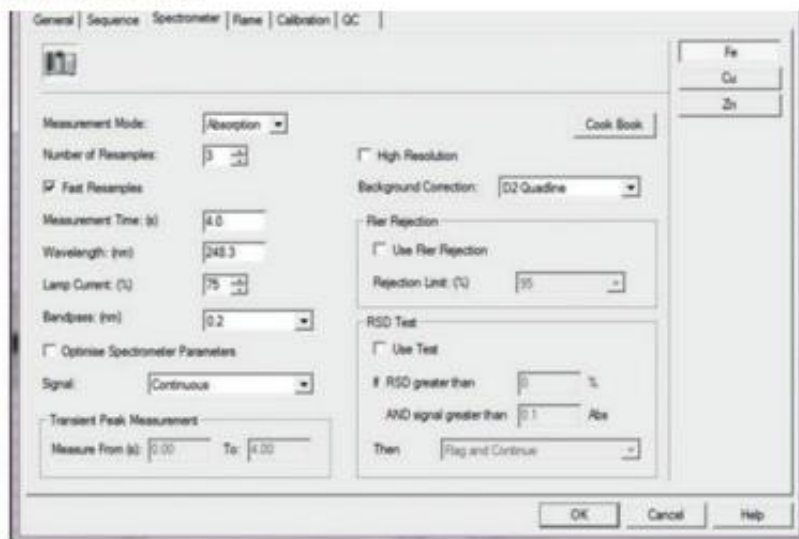 General Sequence Spectrometer Flame Calibration QC
Fe
Cu
Zn
Measurement Mode: Absorption
Cook Book
Number of Resamples: 3
High Resolution
Fast Resamples
Background Correction: D2 Quadline
Measurement Time: (s) 4.0
Wavelength: (nm) 248.3
Lamp Current: (%) 75
Bandpass: (nm) 0.2
Optimise Spectrometer Parameters
Signal: Continuous
Transient Peak Measurement
Measure From (s): 0.00 To: 4.00
Flier Rejection
Use Flier Rejection
Rejection Limit: (%) 95
RSD Test
Use Test
If RSD greater than 0 %
AND signal greater than 0.1 Abs
Then Flag and Continue
OK Cancel Help